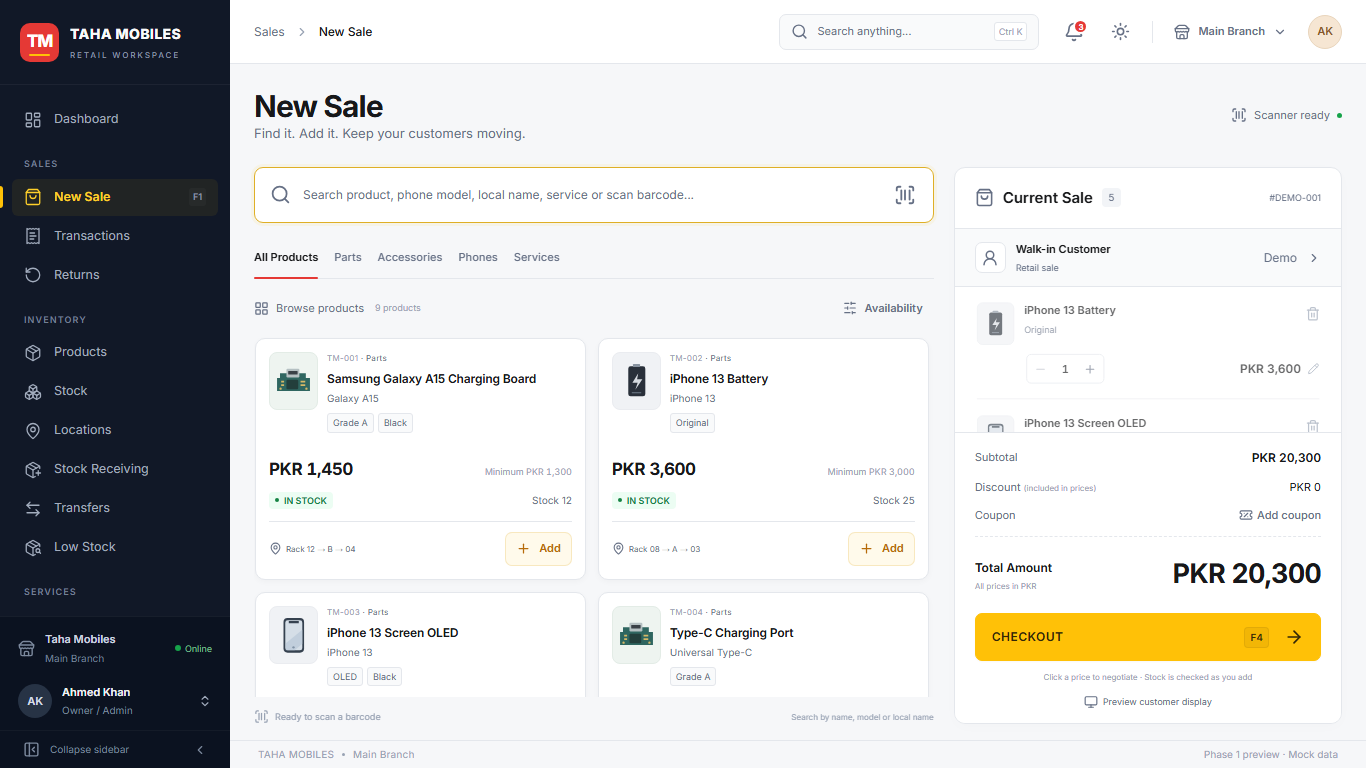 TM
TAHA MOBILES
RETAIL WORKSPACE
Dashboard
SALES
New Sale F1
Transactions
Returns
INVENTORY
Products
Stock
Locations
Stock Receiving
Transfers
Low Stock
SERVICES
Taha Mobiles
Main Branch
Online
AK
Ahmed Khan
Owner / Admin
Collapse sidebar
Sales > New Sale
Search anything... Ctrl K
3
Main Branch
AK
New Sale
Find it. Add it. Keep your customers moving.
Scanner ready
Search product, phone model, local name, service or scan barcode...
All Products Parts Accessories Phones Services
Browse products 9 products
Availability
TM-001 · Parts
Samsung Galaxy A15 Charging Board
Galaxy A15
Grade A Black
PKR 1,450 Minimum PKR 1,300
IN STOCK Stock 12
Rack 12 → B → 04 + Add
TM-002 · Parts
iPhone 13 Battery
iPhone 13
Original
PKR 3,600 Minimum PKR 3,000
IN STOCK Stock 25
Rack 08 → A → 03 + Add
TM-003 · Parts
iPhone 13 Screen OLED
iPhone 13
OLED Black
TM-004 · Parts
Type-C Charging Port
Universal Type-C
Grade A
Ready to scan a barcode
Search by name, model or local name
Current Sale 5 #DEMO-001
Walk-in Customer
Retail sale
Demo
iPhone 13 Battery
Original
− 1 + PKR 3,600
iPhone 13 Screen OLED
Subtotal PKR 20,300
Discount (included in prices) PKR 0
Coupon Add coupon
Total Amount
All prices in PKR
PKR 20,300
CHECKOUT F4 →
Click a price to negotiate · Stock is checked as you add
Preview customer display
TAHA MOBILES • Main Branch
Phase 1 preview · Mock data